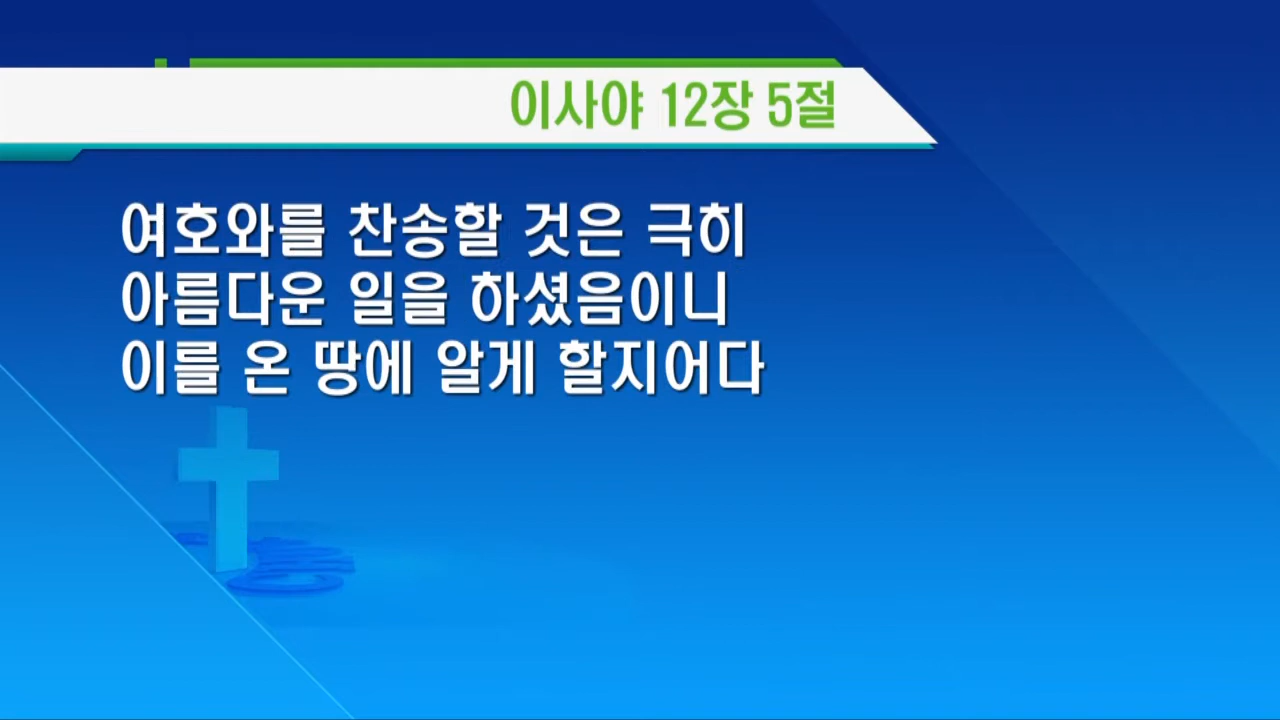 이사야 12장 5절
여호와를 찬송할 것은 극히
아름다운 일을 하셨음이니
이를 온 땅에 알게 할지어다